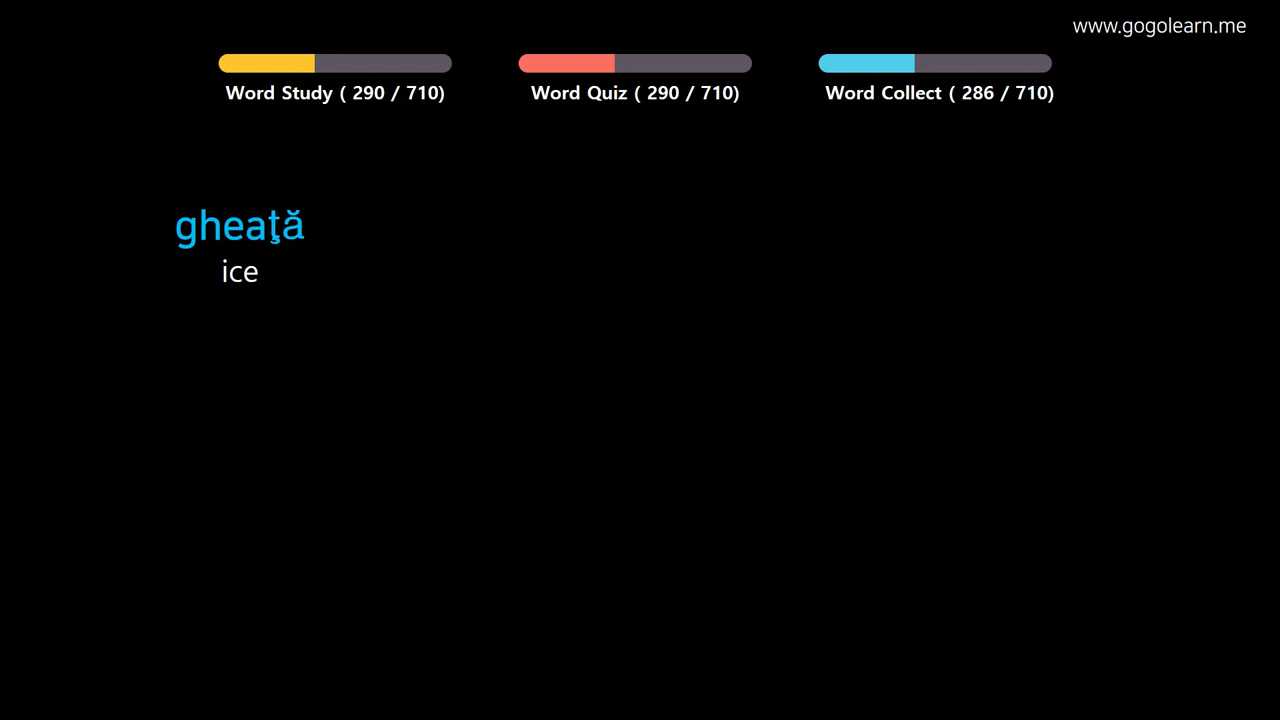 www.gogolearn.me
Word Study ( 290 / 710)
Word Quiz ( 290 / 710)
Word Collect ( 286 / 710)
gheaţă
ice